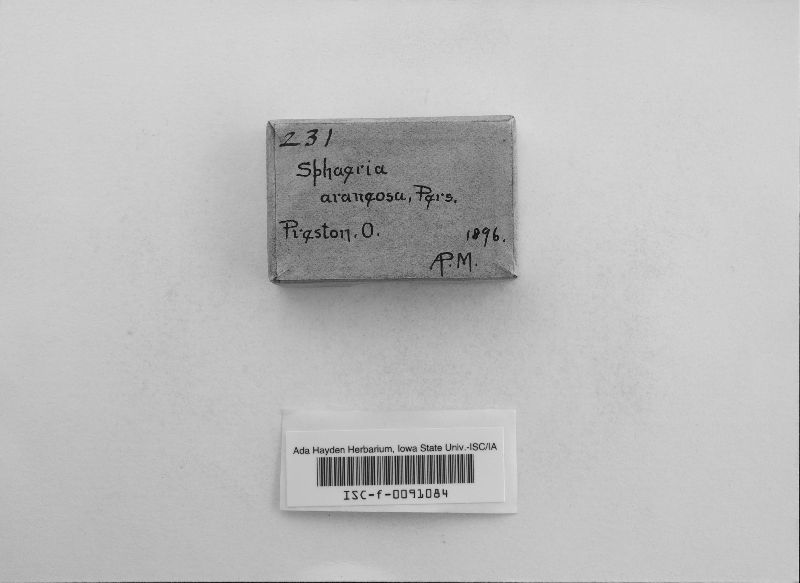 231
Sphaeria
araneosa, Pers.
Preston, O. 1896.
A.P.M.
Ada Hayden Herbarium, Iowa State Univ.-ISC/IA
ISC-f-0091084